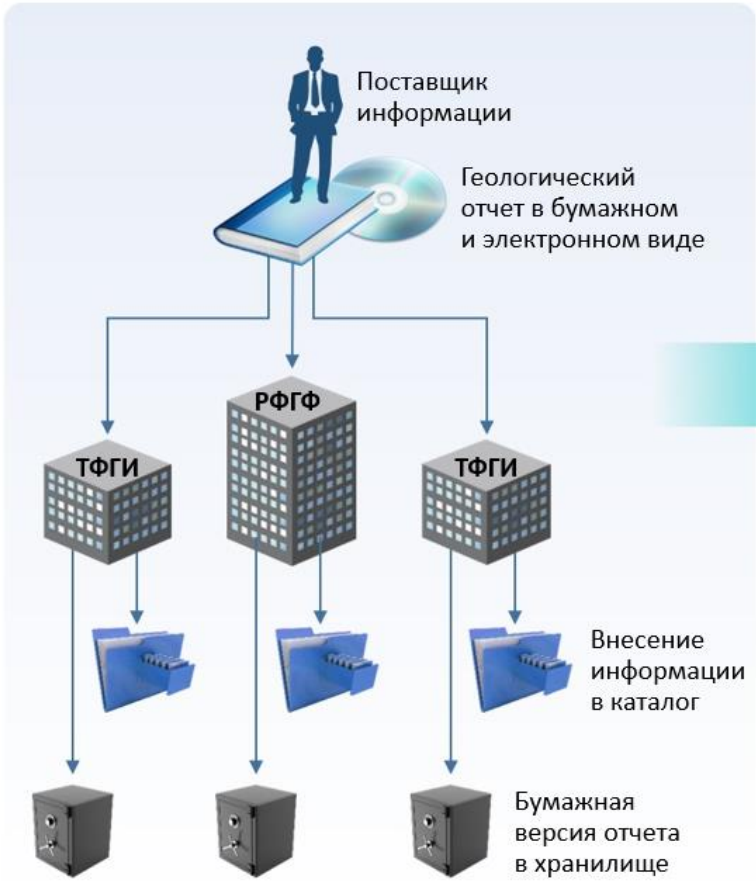 Поставщик
информации
Геологический
отчет в бумажном
и электронном виде
РФГФ
ТФГИ
ТФГИ
Внесение
информации
в каталог
Бумажная
версия отчета
в хранилище